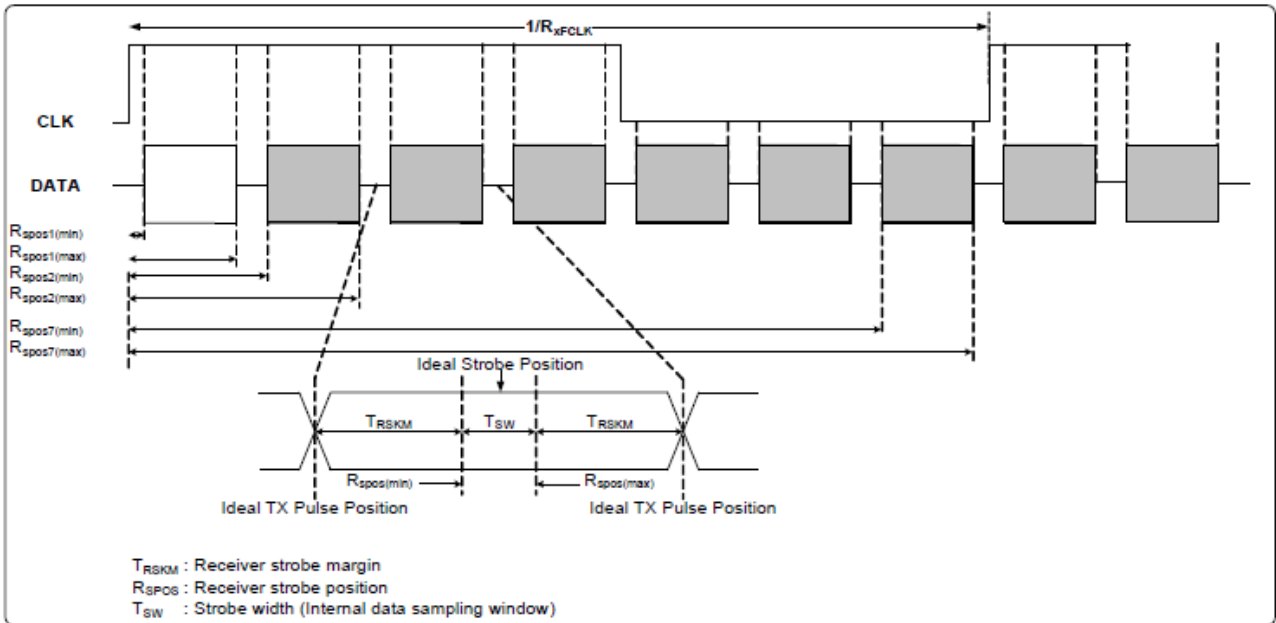 1/RxFCLK
CLK
DATA
Rspos1(min)
Rspos1(max)
Rspos2(min)
Rspos2(max)
Rspos7(min)
Rspos7(max)
Ideal Strobe Position
TRSKM TSW TRSKM
Rspos(min) Rspos(max)
Ideal TX Pulse Position Ideal TX Pulse Position
TRSKM : Receiver strobe margin
RSPOS : Receiver strobe position
TSW : Strobe width (Internal data sampling window)